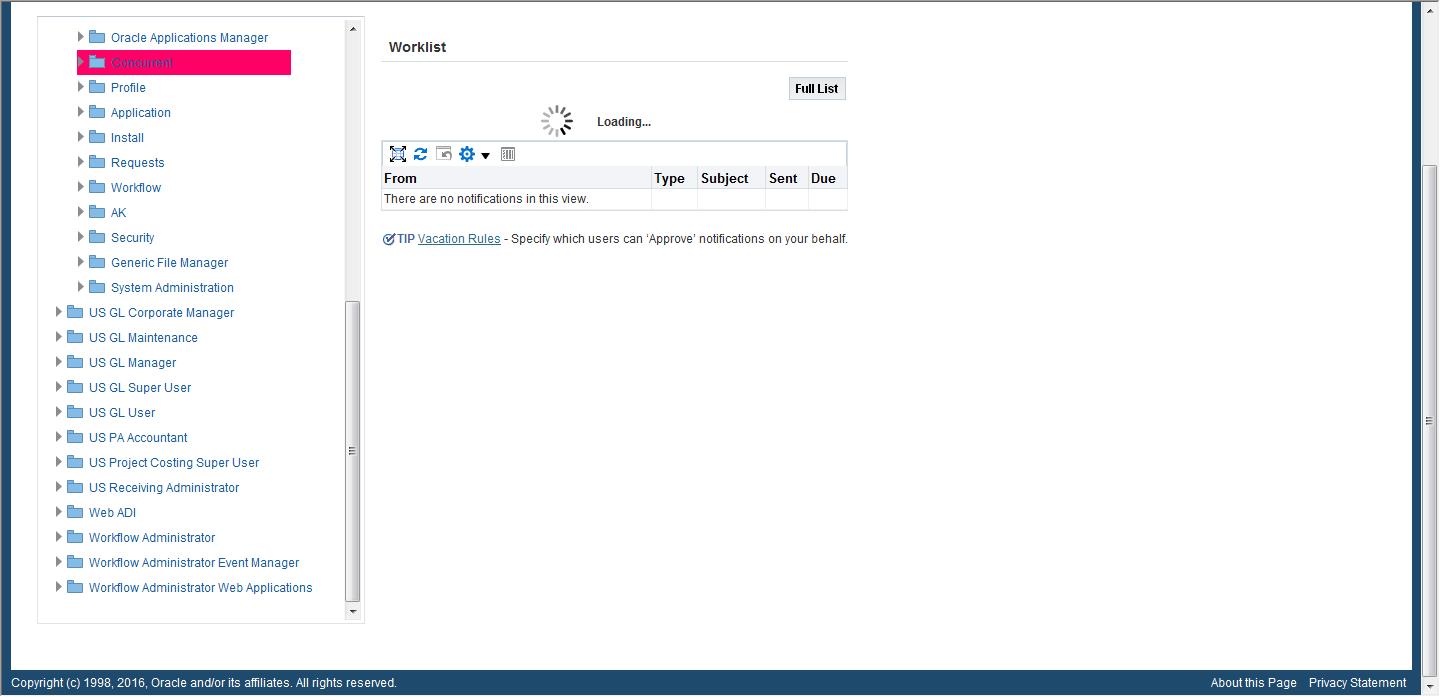 Oracle Applications Manager
Concurrent
Profile
Application
Install
Requests
Workflow
AK
Security
Generic File Manager
System Administration
US GL Corporate Manager
US GL Maintenance
US GL Manager
US GL Super User
US GL User
US PA Accountant
US Project Costing Super User
US Receiving Administrator
Web ADI
Workflow Administrator
Workflow Administrator Event Manager
Workflow Administrator Web Applications
Worklist
Full List
Loading...
From Type Subject Sent Due
There are no notifications in this view.
TIP Vacation Rules - Specify which users can ‘Approve’ notifications on your behalf.
Copyright (c) 1998, 2016, Oracle and/or its affiliates. All rights reserved.
About this Page Privacy Statement